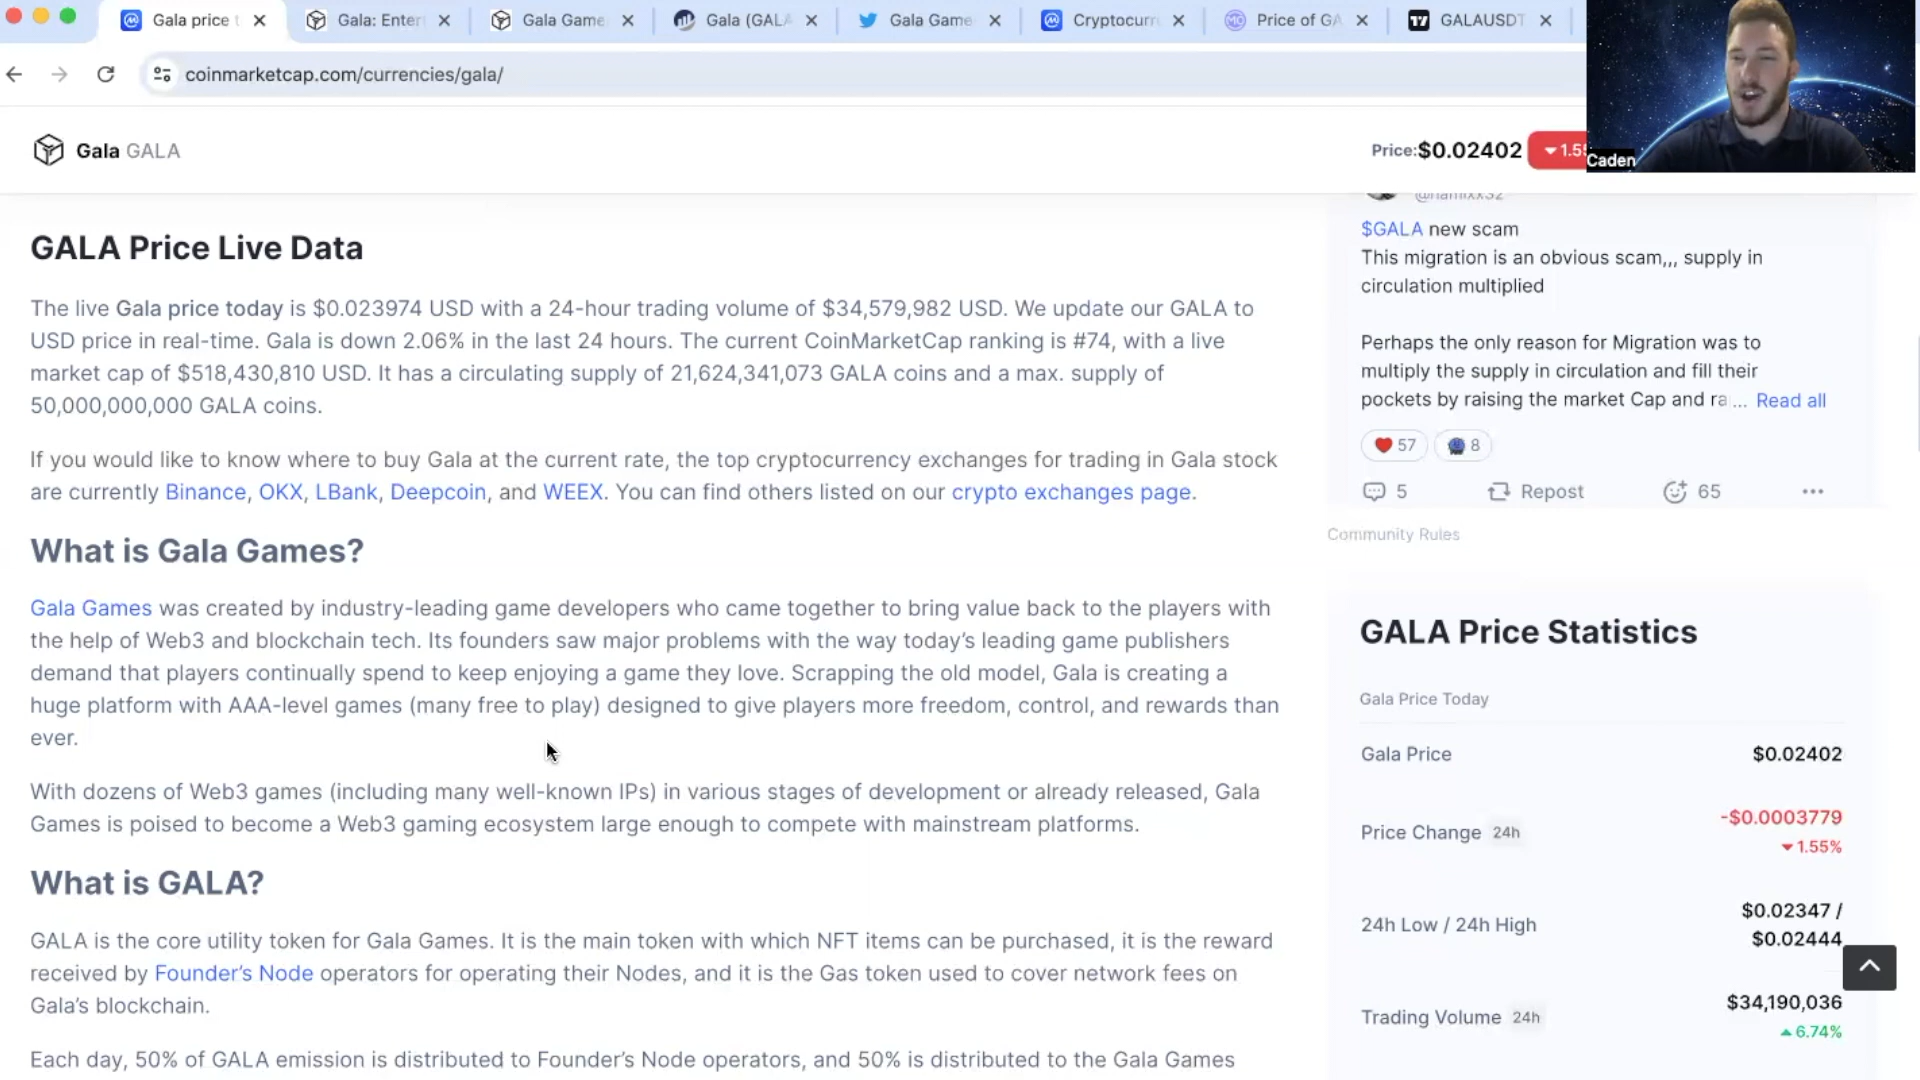 Gala price t
Gala: Enter
Gala Game
Gala (GALA
Gala Game
Cryptocurr
Price of GA
GALAUSDT
coinmarketcap.com/currencies/gala/
Gala GALA
Price:$0.02402
1.55
Caden
GALA Price Live Data
The live Gala price today is $0.023974 USD with a 24-hour trading volume of $34,579,982 USD. We update our GALA to
USD price in real-time. Gala is down 2.06% in the last 24 hours. The current CoinMarketCap ranking is #74, with a live
market cap of $518,430,810 USD. It has a circulating supply of 21,624,341,073 GALA coins and a max. supply of
50,000,000,000 GALA coins.
If you would like to know where to buy Gala at the current rate, the top cryptocurrency exchanges for trading in Gala stock
are currently Binance, OKX, LBank, Deepcoin, and WEEX. You can find others listed on our crypto exchanges page.
What is Gala Games?
Gala Games was created by industry-leading game developers who came together to bring value back to the players with
the help of Web3 and blockchain tech. Its founders saw major problems with the way today's leading game publishers
demand that players continually spend to keep enjoying a game they love. Scrapping the old model, Gala is creating a
huge platform with AAA-level games (many free to play) designed to give players more freedom, control, and rewards than
ever.
With dozens of Web3 games (including many well-known IPs) in various stages of development or already released, Gala
Games is poised to become a Web3 gaming ecosystem large enough to compete with mainstream platforms.
What is GALA?
GALA is the core utility token for Gala Games. It is the main token with which NFT items can be purchased, it is the reward
received by Founder's Node operators for operating their Nodes, and it is the Gas token used to cover network fees on
Gala's blockchain.
Each day, 50% of GALA emission is distributed to Founder's Node operators, and 50% is distributed to the Gala Games
$GALA new scam
This migration is an obvious scam,,, supply in
circulation multiplied
Perhaps the only reason for Migration was to
multiply the supply in circulation and fill their
pockets by raising the market Cap and ra... Read all
57
8
5
Repost
65
Community Rules
GALA Price Statistics
Gala Price Today
Gala Price
$0.02402
Price Change 24h
-$0.0003779
1.55%
24h Low / 24h High
$0.02347 /
$0.02444
Trading Volume 24h
$34,190,036
6.74%